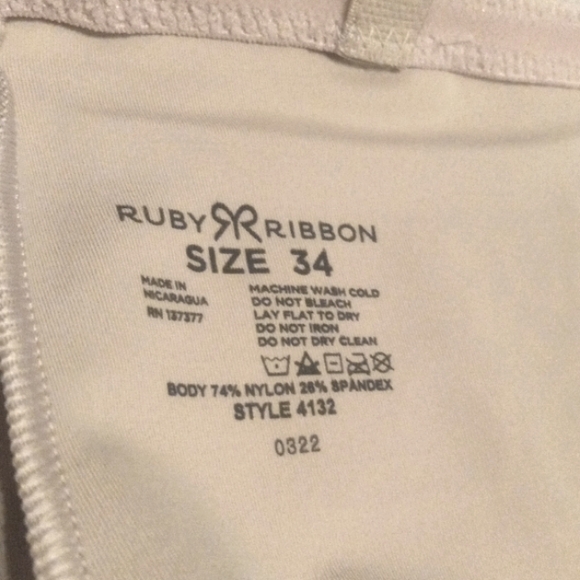 RUBY RIBBON
SIZE 34
MADE IN
NICARAGUA
RN 137377
MACHINE WASH COLD
DO NOT BLEACH
LAY FLAT TO DRY
DO NOT IRON
DO NOT DRY CLEAN
BODY 74% NYLON 26% SPANDEX
STYLE 4132
0322